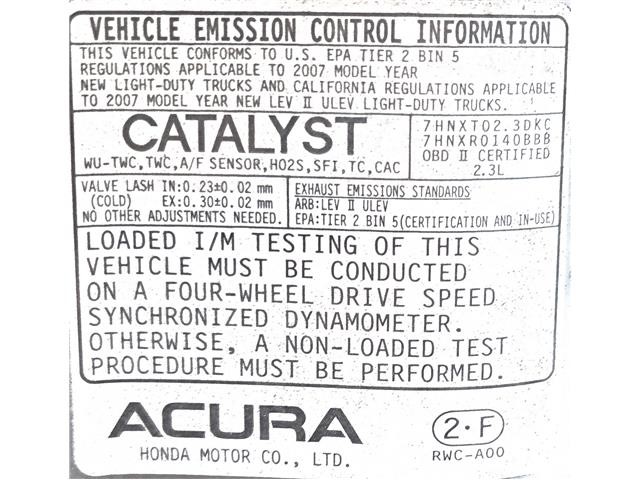 VEHICLE EMISSION CONTROL INFORMATION
THIS VEHICLE CONFORMS TO U.S. EPA TIER 2 BIN 5
REGULATIONS APPLICABLE TO 2007 MODEL YEAR
NEW LIGHT-DUTY TRUCKS AND CALIFORNIA REGULATIONS APPLICABLE
TO 2007 MODEL YEAR NEW LEV II ULEV LIGHT-DUTY TRUCKS.
CATALYST
WU-TWC,TWC,A/F SENSOR,HO2S,SFI,TC,CAC
7HNXT02.3DKC
7HNXR0140BBB
OBD II CERTIFIED
2.3L
VALVE LASH IN:0.23±0.02 mm
(COLD) EX:0.30±0.02 mm
NO OTHER ADJUSTMENTS NEEDED.
EXHAUST EMISSIONS STANDARDS
ARB:LEV II ULEV
EPA:TIER 2 BIN 5(CERTIFICATION AND IN-USE)
LOADED I/M TESTING OF THIS
VEHICLE MUST BE CONDUCTED
ON A FOUR-WHEEL DRIVE SPEED
SYNCHRONIZED DYNAMOMETER.
OTHERWISE, A NON-LOADED TEST
PROCEDURE MUST BE PERFORMED.
ACURA
HONDA MOTOR CO., LTD.
2·F
RWC-A00